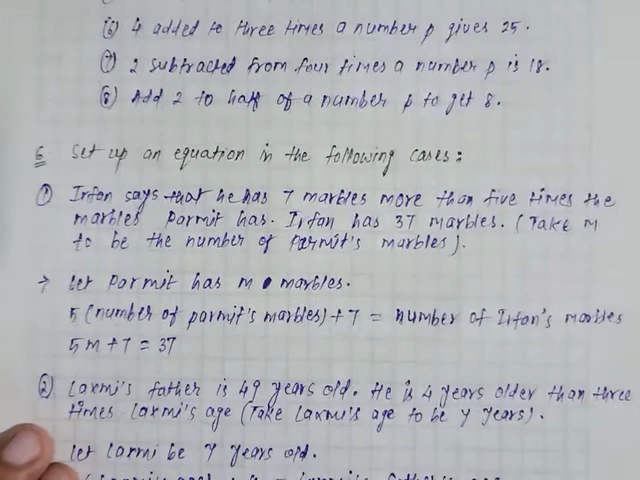 ⑥ 4 added to three times a number p gives 25.
⑦ 2 subtracted from four times a number p is 18.
⑧ Add 2 to half of a number p to get 8.
6. Set up an equation in the following cases:
① Irfan says that he has 7 marbles more than five times the
marbles Parmit has. Irfan has 37 marbles. (Take m
to be the number of Parmit's marbles).
→ Let Parmit has m marbles.
5 (number of parmit's marbles) + 7 = number of Irfan's marbles
5m + 7 = 37
② Laxmi's father is 49 years old. He is 4 years older than three
times Laxmi's age (Take Laxmi's age to be y years).
Let Laxmi be y years old.